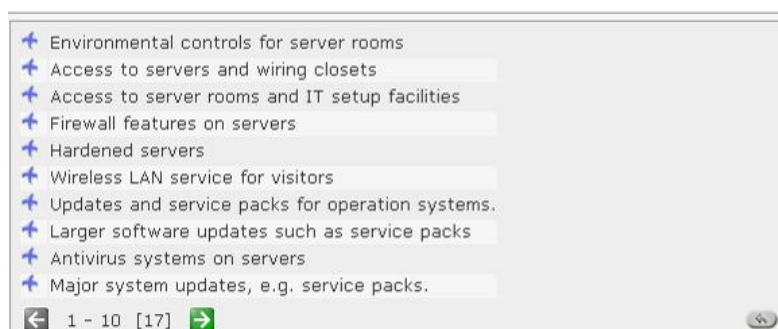 Environmental controls for server rooms
Access to servers and wiring closets
Access to server rooms and IT setup facilities
Firewall features on servers
Hardened servers
Wireless LAN service for visitors
Updates and service packs for operation systems.
Larger software updates such as service packs
Antivirus systems on servers
Major system updates, e.g. service packs.
1 - 10 [17]